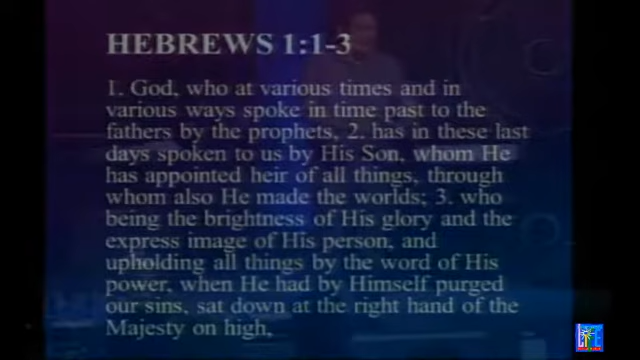 HEBREWS 1:1-3
1. God, who at various times and in
various ways spoke in time past to the
fathers by the prophets, 2. has in these last
days spoken to us by His Son, whom He
has appointed heir of all things, through
whom also He made the worlds; 3. who
being the brightness of His glory and the
express image of His person, and
upholding all things by the word of His
power, when He had by Himself purged
our sins, sat down at the right hand of the
Majesty on high,